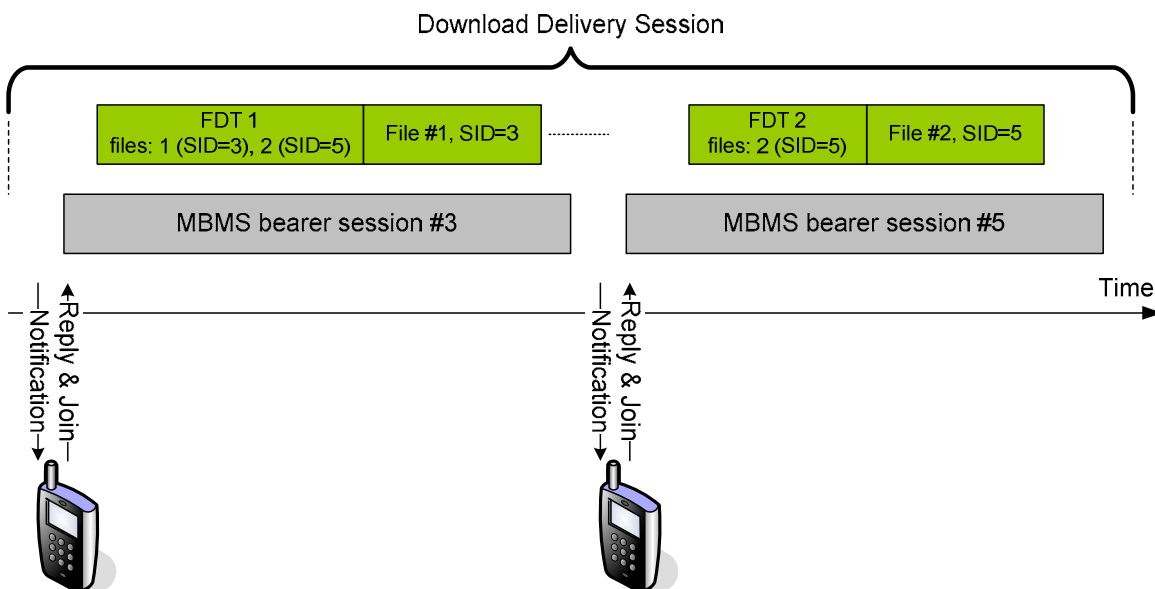 Download Delivery Session
FDT 1
files: 1 (SID=3), 2 (SID=5)
File #1, SID=3
FDT 2
files: 2 (SID=5)
File #2, SID=5
MBMS bearer session #3
MBMS bearer session #5
Time
Notification
Reply & Join
Notification
Reply & Join